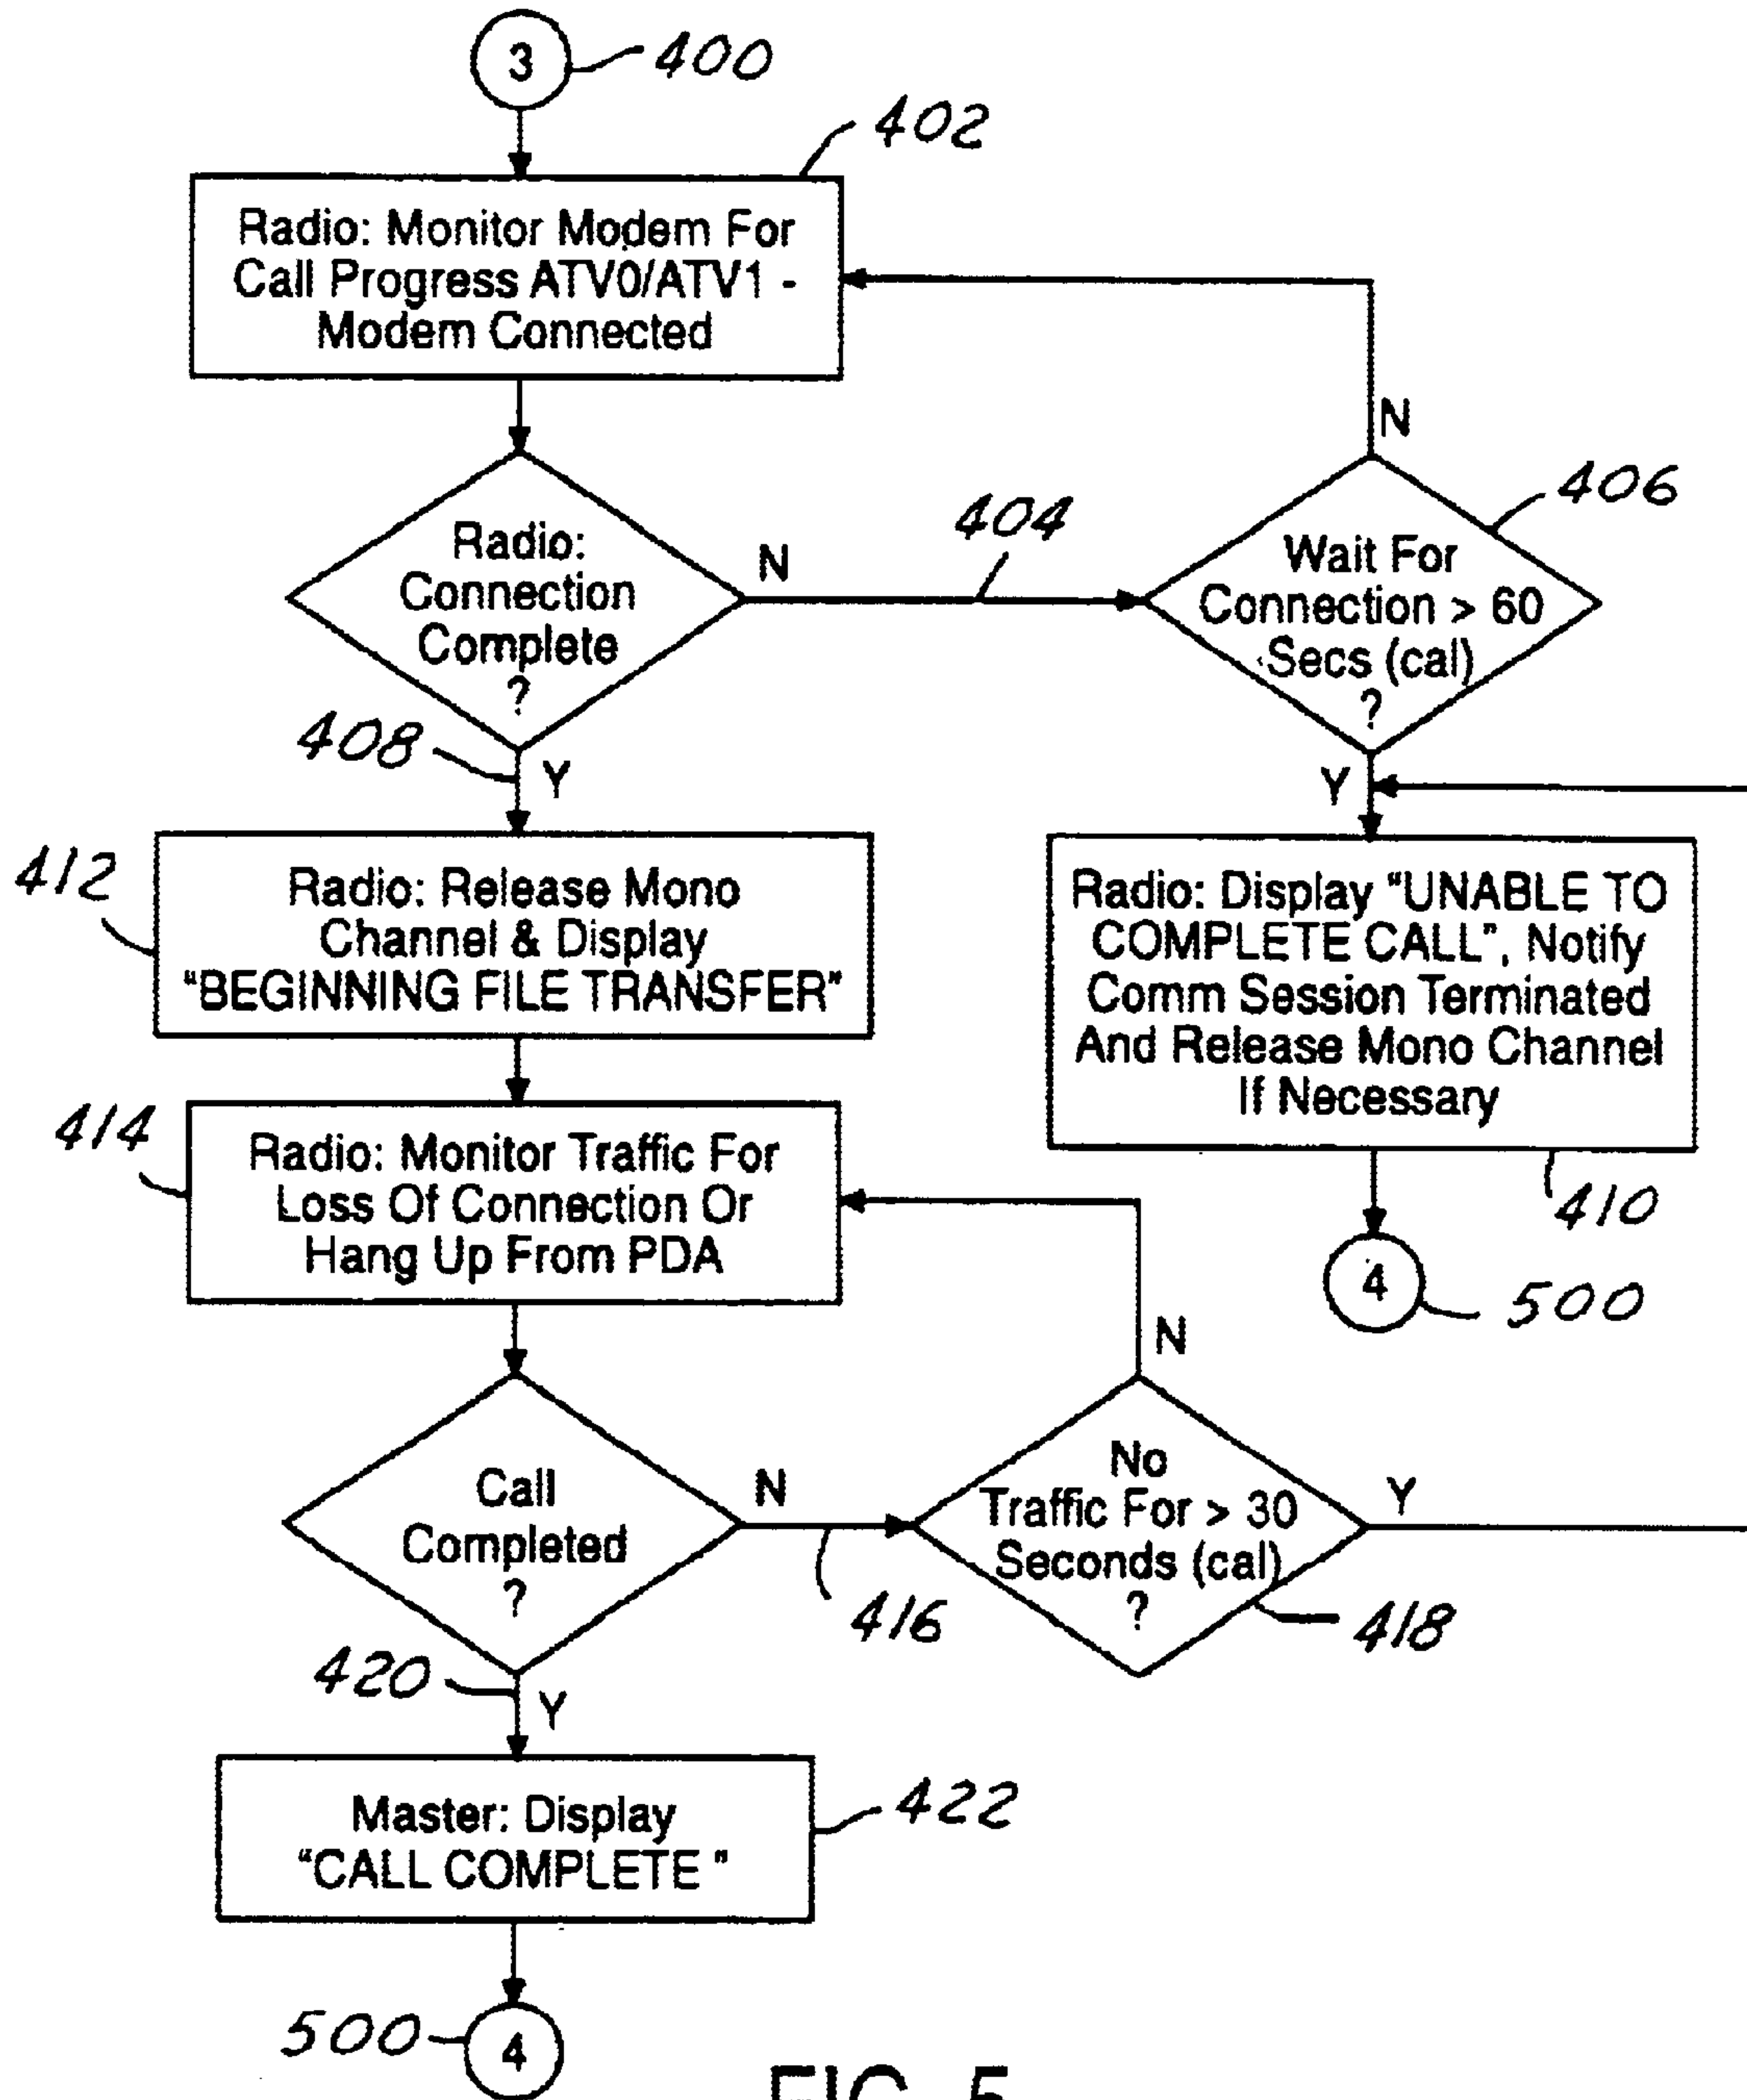 3
400
402
Radio: Monitor Modem For
Call Progress ATV0/ATV1 -
Modem Connected
N
406
404
Radio:
Connection
Complete
?
N
Wait For
Connection > 60
Secs (cal)
?
408
Y
Y
412
Radio: Release Mono
Channel & Display
“BEGINNING FILE TRANSFER”
Radio: Display “UNABLE TO
COMPLETE CALL”, Notify
Comm Session Terminated
And Release Mono Channel
If Necessary
410
4
500
414
Radio: Monitor Traffic For
Loss Of Connection Or
Hang Up From PDA
N
Call
Completed
?
N
416
No
Traffic For > 30
Seconds (cal)
?
Y
418
420
Y
Master: Display
“CALL COMPLETE ”
422
500
4
FIG. 5